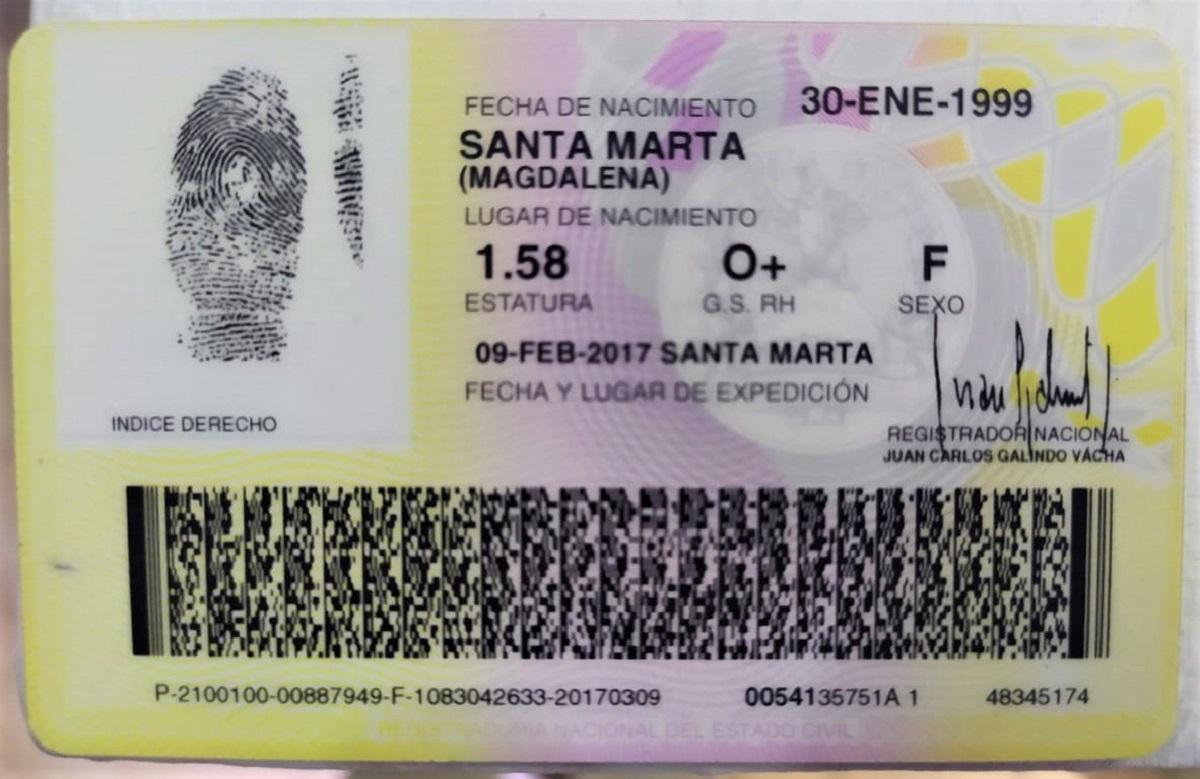 FECHA DE NACIMIENTO 30-ENE-1999
SANTA MARTA
(MAGDALENA)
LUGAR DE NACIMIENTO
1.58 O+ F
ESTATURA G.S. RH SEXO
09-FEB-2017 SANTA MARTA
FECHA Y LUGAR DE EXPEDICIÓN
INDICE DERECHO
REGISTRADOR NACIONAL
JUAN CARLOS GALINDO VÁCHA
P-2100100-00887949-F-1083042633-20170309 0054135751A 1 48345174
REGISTRADURIA NACIONAL DEL ESTADO CIVIL